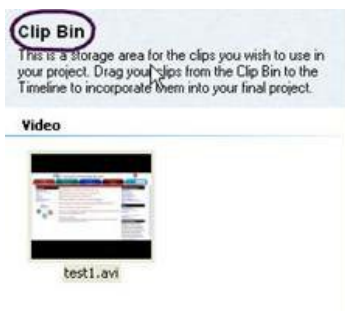 Clip Bin
This is a storage area for the clips you wish to use in
your project. Drag your clips from the Clip Bin to the
Timeline to incorporate them into your final project.
Video
test1.avi